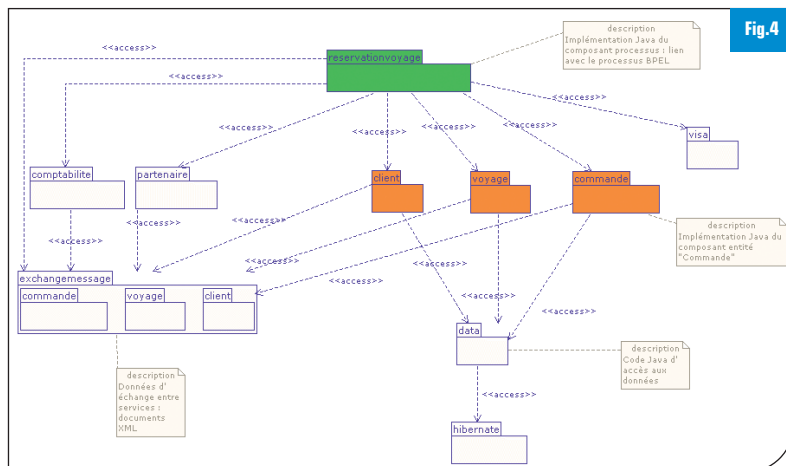 Fig.4
description
Implémentation Java du
composant processus : lien
avec le processus BPEL
<<access>>
reservationvoyage
<<access>>
<<access>>
<<access>>
<<access>>
<<access>>
<<access>>
visa
comptabilite
partenaire
client
voyage
commande
<<access>>
<<access>>
<<access>>
description
Implémentation Java du
composant entité
"Commande"
<<access>>
<<access>>
<<access>>
<<access>>
exchangemessage
<<access>>
<<access>>
commande
voyage
client
data
description
Code Java d'
accès aux
données
description
Données d'
échange entre
services :
documents
XML
<<access>>
hibernate